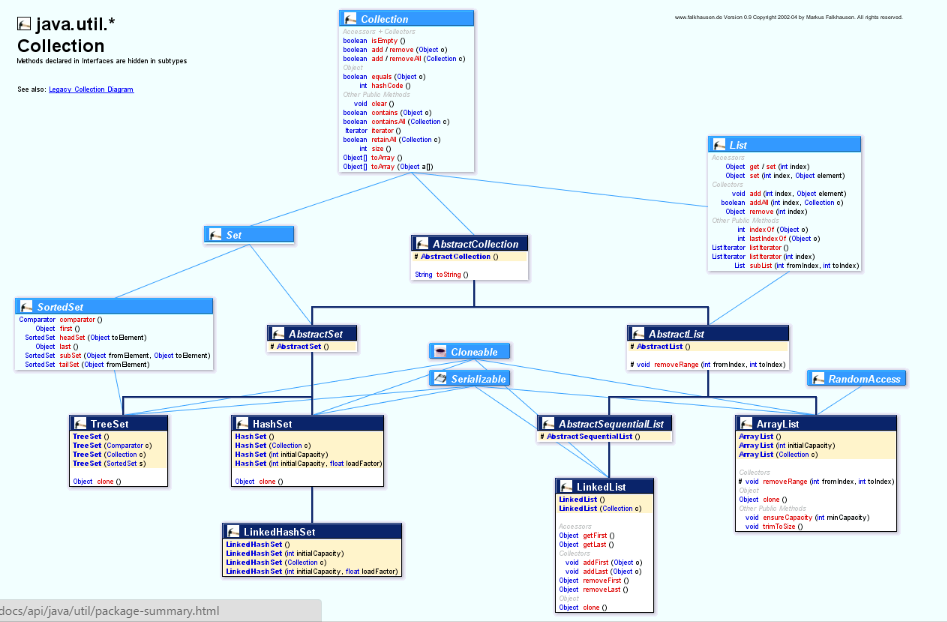 java.util.*
Collection
Methods declared in Interfaces are hidden in subtypes
See also: Legacy Collection Diagram
www.falkhausen.de Version 0.9 Copyright 2002-04 by Markus Falkhausen. All rights reserved.
Collection
Accessors + Collectors
boolean isEmpty ()
boolean add / remove (Object o)
boolean add / removeAll (Collection c)
Object
boolean equals (Object o)
int hashCode ()
Other Public Methods
void clear ()
boolean contains (Object o)
boolean containsAll (Collection c)
Iterator iterator ()
boolean retainAll (Collection c)
int size ()
Object[] toArray ()
Object[] toArray (Object a[])
List
Accessors
Object get / set (int index)
Object set (int index, Object element)
Collectors
void add (int index, Object element)
boolean addAll (int index, Collection c)
Object remove (int index)
Other Public Methods
int indexOf (Object o)
int lastIndexOf (Object o)
ListIterator listIterator ()
ListIterator listIterator (int index)
List subList (int fromIndex, int toIndex)
Set
AbstractCollection
# AbstractCollection ()
String toString ()
SortedSet
Comparator comparator ()
Object first ()
SortedSet headSet (Object toElement)
Object last ()
SortedSet subSet (Object fromElement, Object toElement)
SortedSet tailSet (Object fromElement)
AbstractSet
# AbstractSet ()
AbstractList
# AbstractList ()
# void removeRange (int fromIndex, int toIndex)
Cloneable
Serializable
RandomAccess
TreeSet
TreeSet ()
TreeSet (Comparator c)
TreeSet (Collection c)
TreeSet (SortedSet s)
Object clone ()
HashSet
HashSet ()
HashSet (Collection c)
HashSet (int initialCapacity)
HashSet (int initialCapacity, float loadFactor)
Object clone ()
AbstractSequentialList
# AbstractSequentialList ()
ArrayList
ArrayList ()
ArrayList (int initialCapacity)
ArrayList (Collection c)
Collectors
# void removeRange (int fromIndex, int toIndex)
Object
Object clone ()
Other Public Methods
void ensureCapacity (int minCapacity)
void trimToSize ()
LinkedHashSet
LinkedHashSet ()
LinkedHashSet (int initialCapacity)
LinkedHashSet (Collection c)
LinkedHashSet (int initialCapacity, float loadFactor)
LinkedList
LinkedList ()
LinkedList (Collection c)
Accessors
Object getFirst ()
Object getLast ()
Collectors
void addFirst (Object o)
void addLast (Object o)
Object removeFirst ()
Object removeLast ()
Object
Object clone ()
docs/api/java/util/package-summary.html